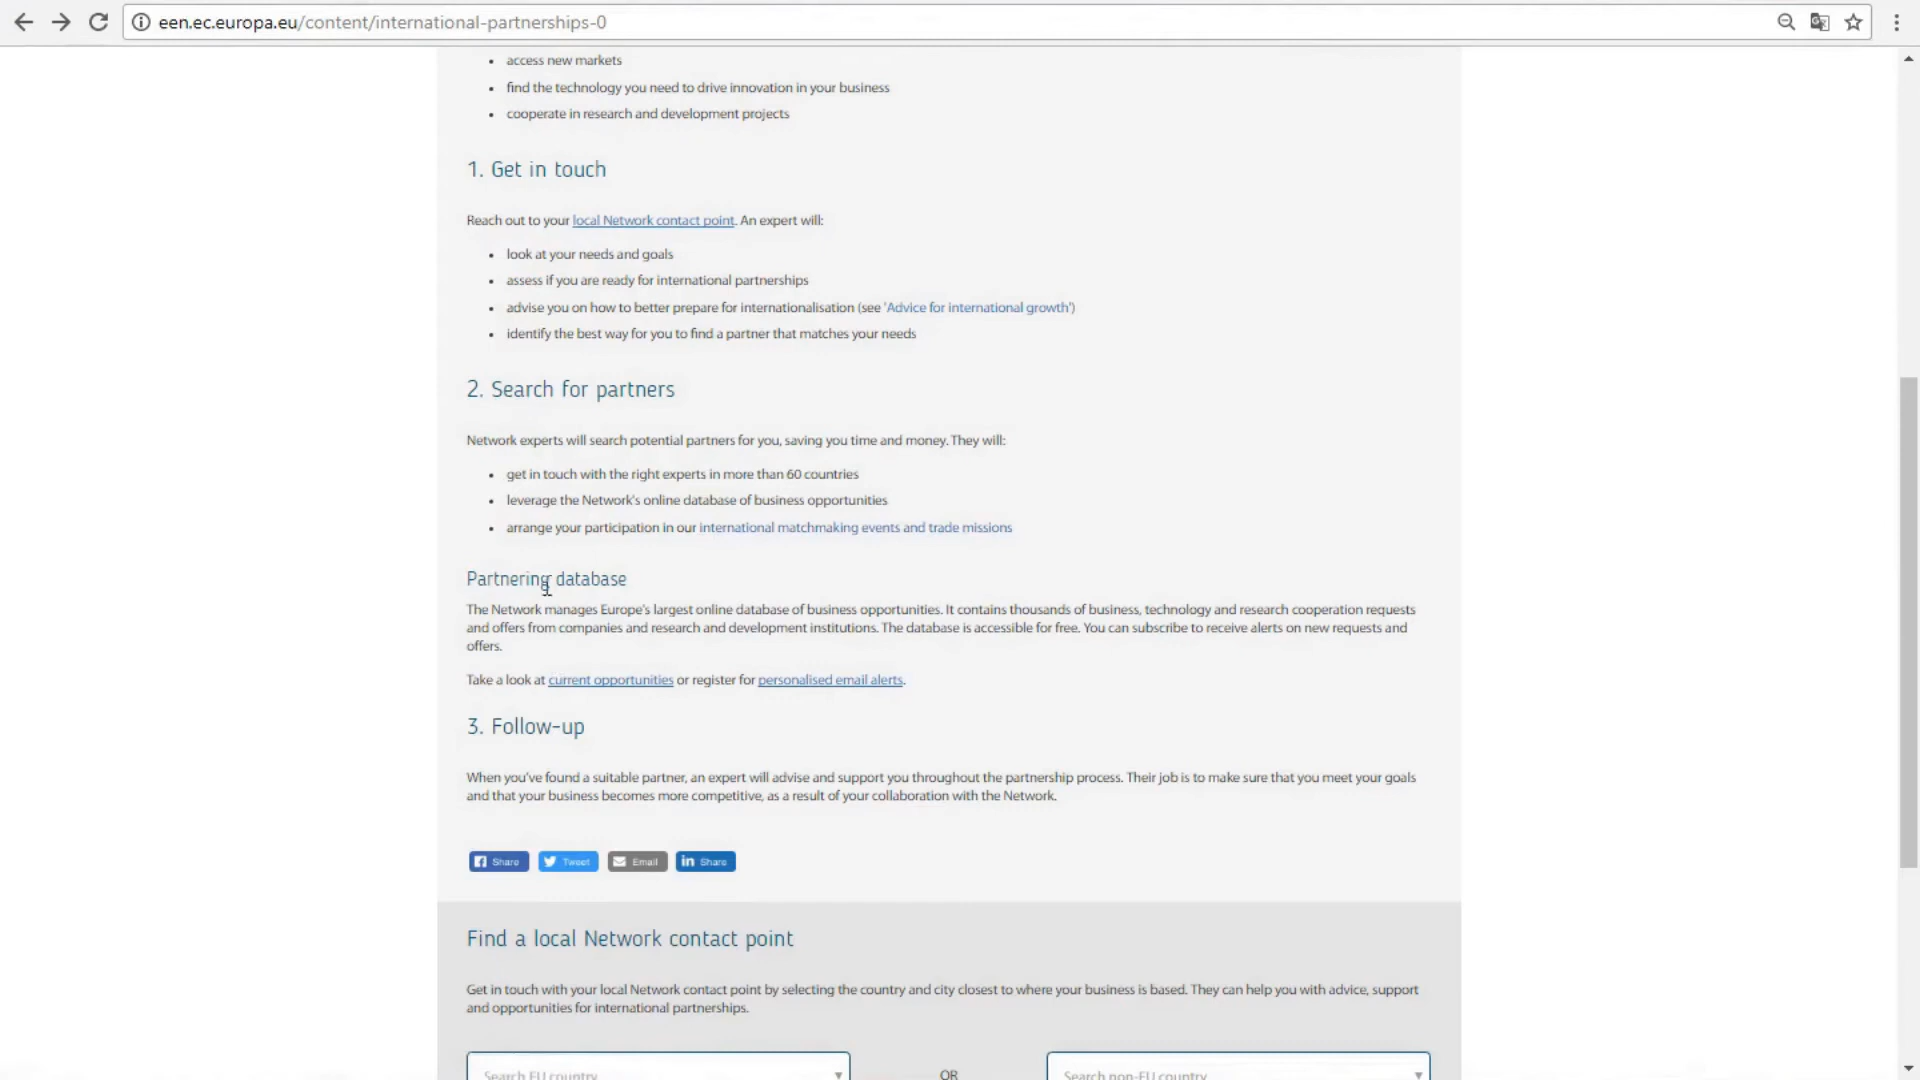 een.ec.europa.eu/content/international-partnerships-0
access new markets
find the technology you need to drive innovation in your business
cooperate in research and development projects
1. Get in touch
Reach out to your local Network contact point. An expert will:
look at your needs and goals
assess if you are ready for international partnerships
advise you on how to better prepare for internationalisation (see 'Advice for international growth')
identify the best way for you to find a partner that matches your needs
2. Search for partners
Network experts will search potential partners for you, saving you time and money. They will:
get in touch with the right experts in more than 60 countries
leverage the Network's online database of business opportunities
arrange your participation in our international matchmaking events and trade missions
Partnering database
The Network manages Europe's largest online database of business opportunities. It contains thousands of business, technology and research cooperation requests
and offers from companies and research and development institutions. The database is accessible for free. You can subscribe to receive alerts on new requests and
offers.
Take a look at current opportunities or register for personalised email alerts.
3. Follow-up
When you've found a suitable partner, an expert will advise and support you throughout the partnership process. Their job is to make sure that you meet your goals
and that your business becomes more competitive, as a result of your collaboration with the Network.
Share Tweet Email Share
Find a local Network contact point
Get in touch with your local Network contact point by selecting the country and city closest to where your business is based. They can help you with advice, support
and opportunities for international partnerships.
Search EU country OR Search non-EU country